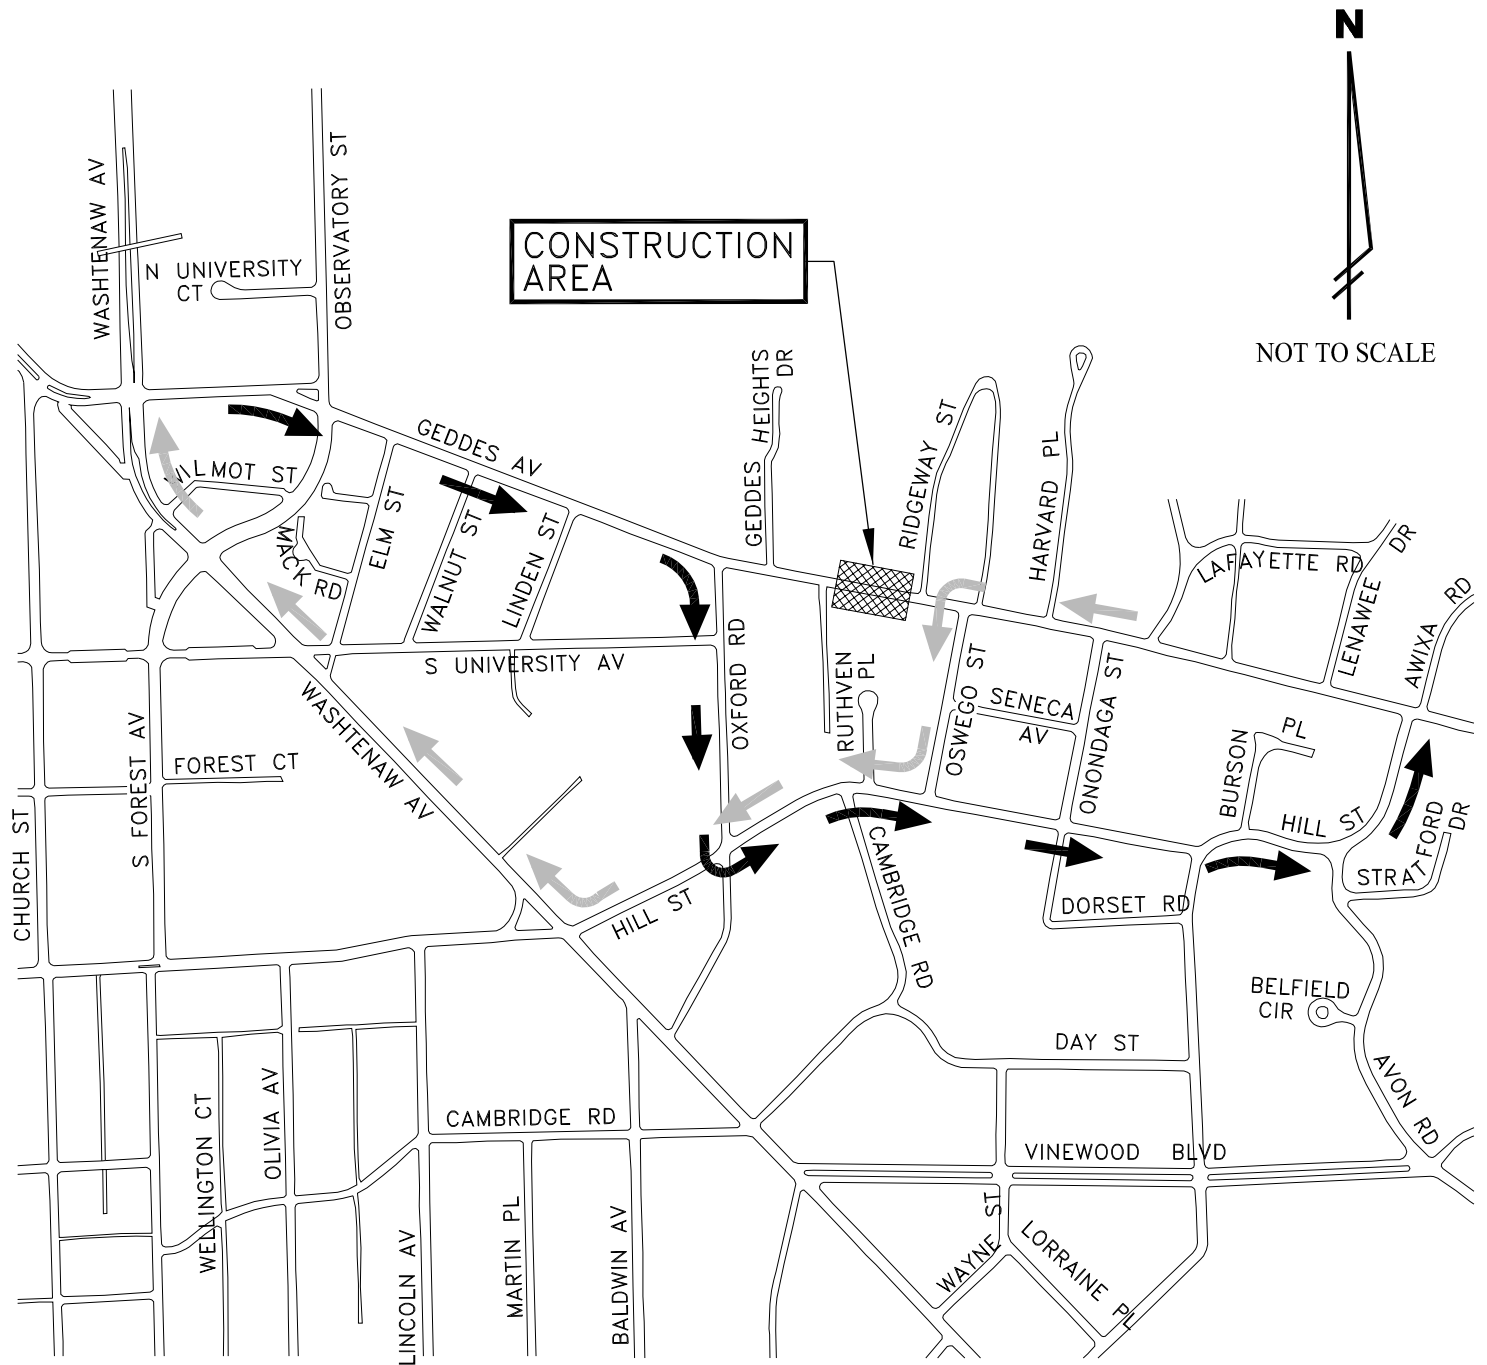 N
NOT TO SCALE
CONSTRUCTION
AREA
WASHTENAW AV
OBSERVATORY ST
N UNIVERSITY
CT
GEDDES AV
WILMOT ST
MACK RD
ELM ST
WALNUT ST
LINDEN ST
GEDDES HEIGHTS
DR
RIDGEWAY ST
HARVARD PL
LAFAYETTE RD
LENAWEE
DR
AWIXA
RD
S UNIVERSITY AV
OXFORD RD
RUTHVEN
PL
OSWEGO ST
SENECA
AV
ONONDAGA ST
BURSON
PL
HILL ST
STRATFORD
DR
WASHTENAW AV
FOREST CT
S FOREST AV
CHURCH ST
HILL ST
CAMBRIDGE RD
DORSET RD
BELFIELD
CIR
DAY ST
AVON RD
CAMBRIDGE RD
VINEWOOD BLVD
WELLINGTON CT
OLIVIA AV
LINCOLN AV
MARTIN PL
BALDWIN AV
WAYNE
ST
LORRAINE PL